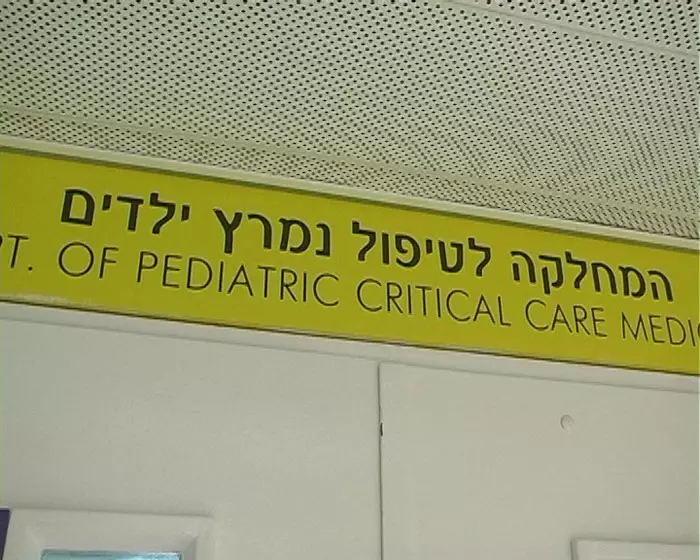 המחלקה לטיפול נמרץ ילדים
T. OF PEDIATRIC CRITICAL CARE MEDI